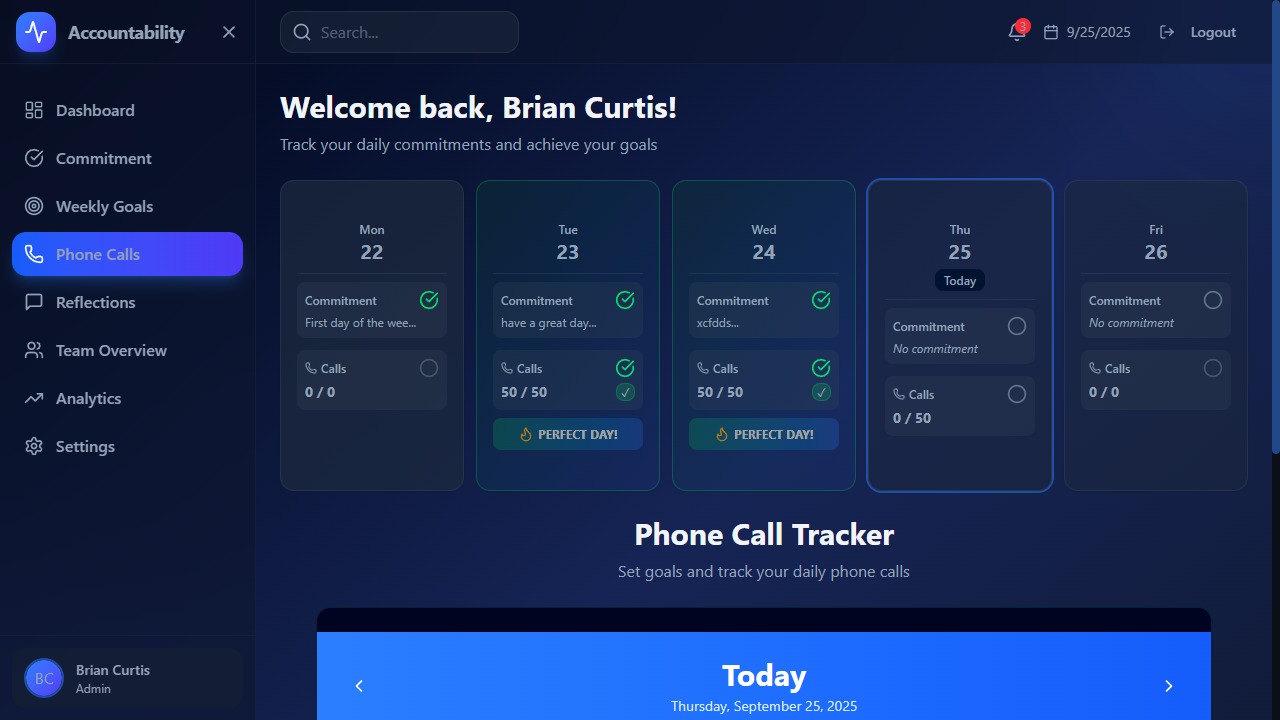 Accountability
Search...
3
9/25/2025
Logout
Dashboard
Commitment
Weekly Goals
Phone Calls
Reflections
Team Overview
Analytics
Settings
BC
Brian Curtis
Admin
Welcome back, Brian Curtis!
Track your daily commitments and achieve your goals
Mon
22
Commitment
First day of the wee...
Calls
0 / 0
Tue
23
Commitment
have a great day...
Calls
50 / 50
✓
PERFECT DAY!
Wed
24
Commitment
xcfdds...
Calls
50 / 50
✓
PERFECT DAY!
Thu
25
Today
Commitment
No commitment
Calls
0 / 50
Fri
26
Commitment
No commitment
Calls
0 / 0
Phone Call Tracker
Set goals and track your daily phone calls
Today
Thursday, September 25, 2025